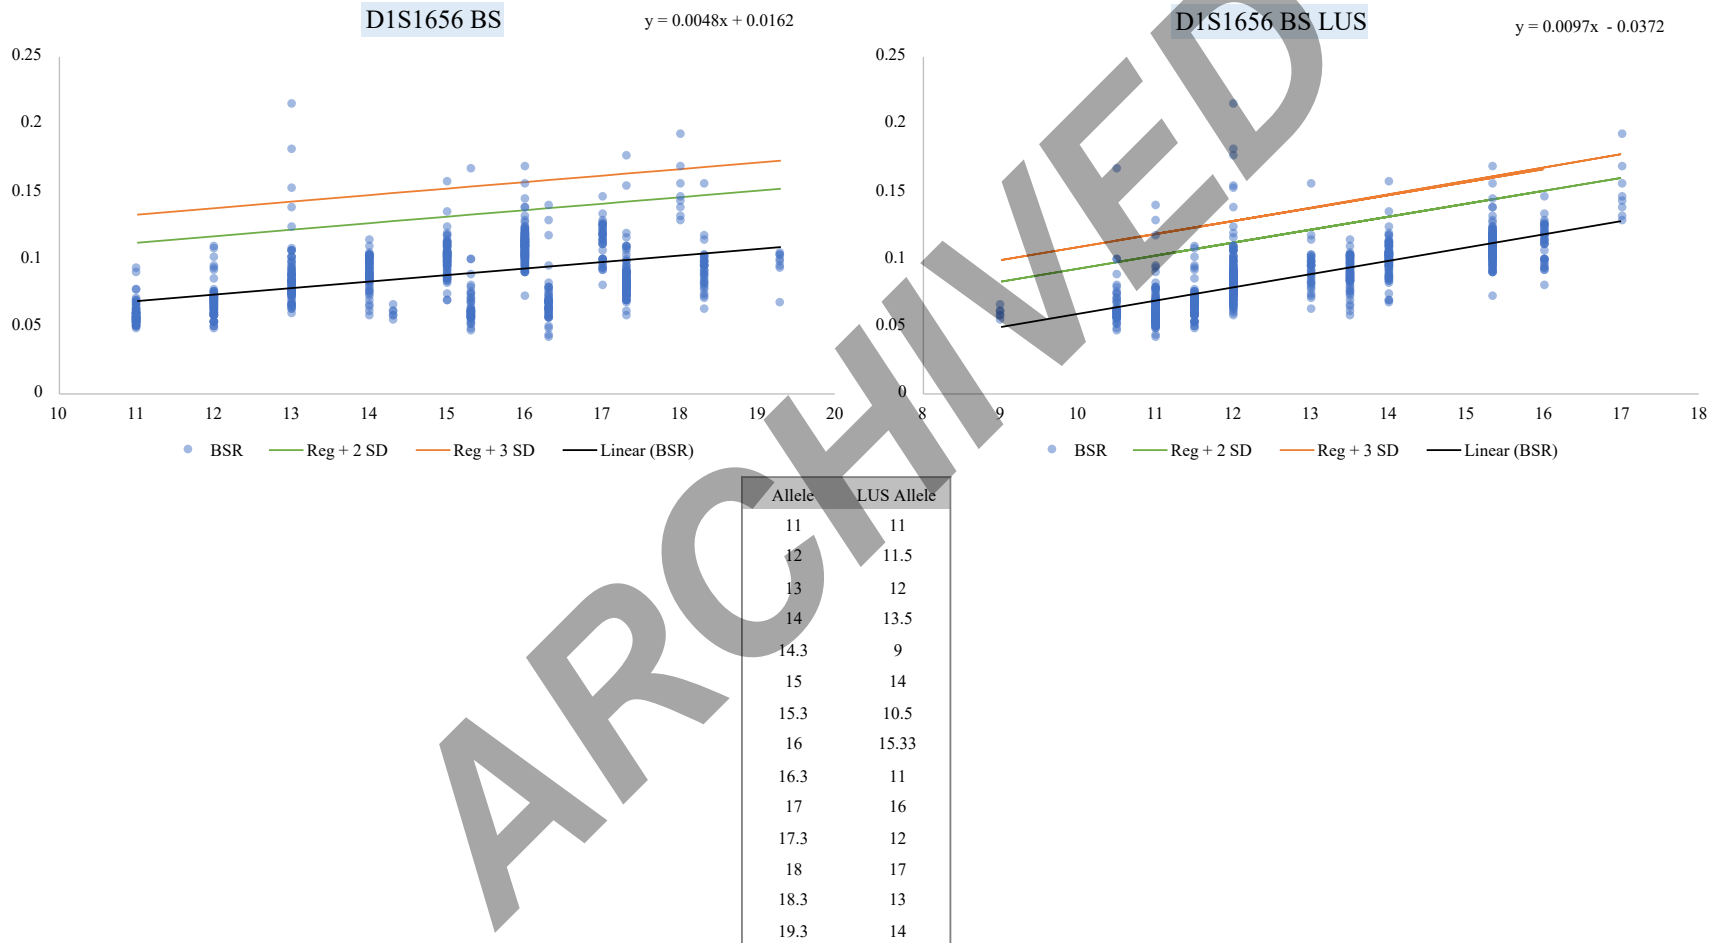 D1S1656 BS
y = 0.0048x + 0.0162
0.25
0.2
0.15
0.1
0.05
0
10 11 12 13 14 15 16 17 18 19 20
BSR Reg + 2 SD Reg + 3 SD Linear (BSR)
D1S1656 BS LUS
y = 0.0097x - 0.0372
0.25
0.2
0.15
0.1
0.05
0
8 9 10 11 12 13 14 15 16 17 18
BSR Reg + 2 SD Reg + 3 SD Linear (BSR)
Allele LUS Allele
11 11
12 11.5
13 12
14 13.5
14.3 9
15 14
15.3 10.5
16 15.33
16.3 11
17 16
17.3 12
18 17
18.3 13
19.3 14
ARCHIVED